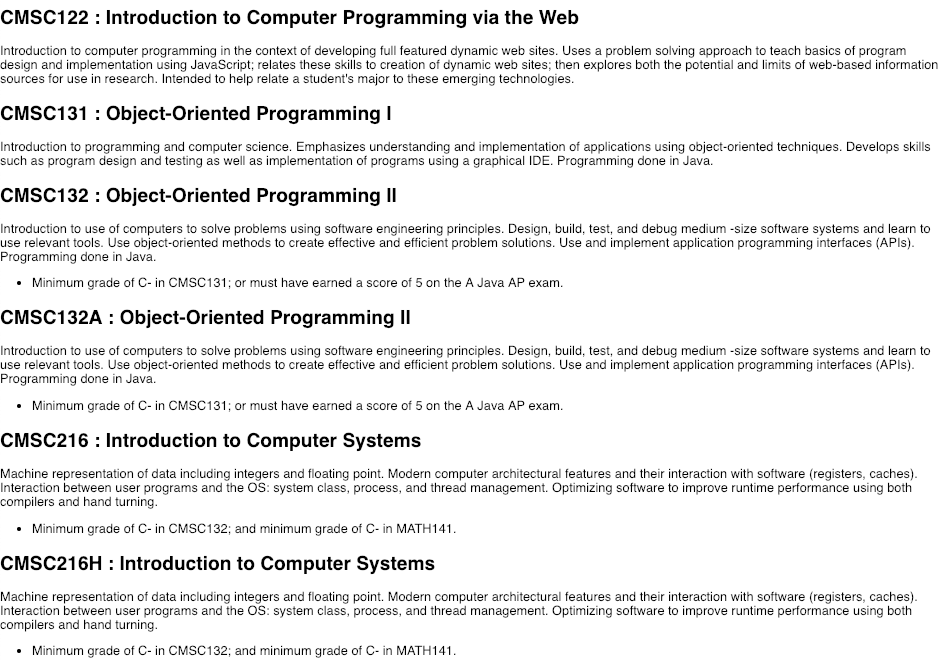 CMSC122 : Introduction to Computer Programming via the Web
Introduction to computer programming in the context of developing full featured dynamic web sites. Uses a problem solving approach to teach basics of program
design and implementation using JavaScript; relates these skills to creation of dynamic web sites; then explores both the potential and limits of web-based information
sources for use in research. Intended to help relate a student's major to these emerging technologies.
CMSC131 : Object-Oriented Programming I
Introduction to programming and computer science. Emphasizes understanding and implementation of applications using object-oriented techniques. Develops skills
such as program design and testing as well as implementation of programs using a graphical IDE. Programming done in Java.
CMSC132 : Object-Oriented Programming II
Introduction to use of computers to solve problems using software engineering principles. Design, build, test, and debug medium -size software systems and learn to
use relevant tools. Use object-oriented methods to create effective and efficient problem solutions. Use and implement application programming interfaces (APIs).
Programming done in Java.
• Minimum grade of C- in CMSC131; or must have earned a score of 5 on the A Java AP exam.
CMSC132A : Object-Oriented Programming II
Introduction to use of computers to solve problems using software engineering principles. Design, build, test, and debug medium -size software systems and learn to
use relevant tools. Use object-oriented methods to create effective and efficient problem solutions. Use and implement application programming interfaces (APIs).
Programming done in Java.
• Minimum grade of C- in CMSC131; or must have earned a score of 5 on the A Java AP exam.
CMSC216 : Introduction to Computer Systems
Machine representation of data including integers and floating point. Modern computer architectural features and their interaction with software (registers, caches).
Interaction between user programs and the OS: system class, process, and thread management. Optimizing software to improve runtime performance using both
compilers and hand turning.
• Minimum grade of C- in CMSC132; and minimum grade of C- in MATH141.
CMSC216H : Introduction to Computer Systems
Machine representation of data including integers and floating point. Modern computer architectural features and their interaction with software (registers, caches).
Interaction between user programs and the OS: system class, process, and thread management. Optimizing software to improve runtime performance using both
compilers and hand turning.
• Minimum grade of C- in CMSC132; and minimum grade of C- in MATH141.